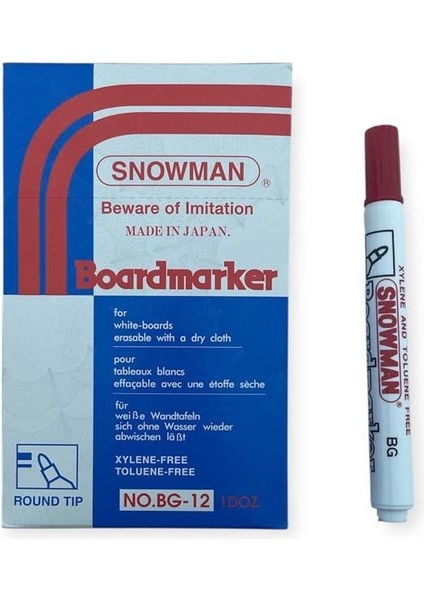 SNOWMAN ®
Beware of Imitation
MADE IN JAPAN.
Boardmarker
for
white-boards
erasable with a dry cloth
pour
tableaux blancs
effaçable avec une étoffe sèche
für
weiße Wandtafeln
sich ohne Wasser wieder
abwischen läßt
XYLENE-FREE
TOLUENE-FREE
ROUND TIP
NO.BG-12 1DOZ
XYLENE AND TOLUENE FREE
SNOWMAN ®
Boardmarker
BG